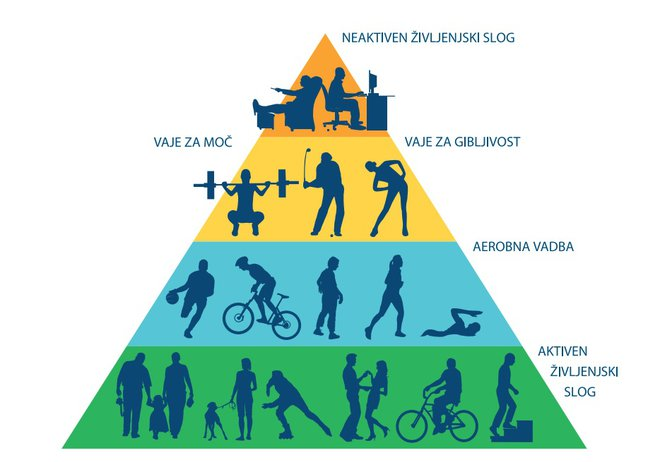 NEAKTIVEN ŽIVLJENJSKI SLOG
VAJE ZA MOČ
VAJE ZA GIBLJIVOST
AEROBNA VADBA
AKTIVEN
ŽIVLJENJSKI
SLOG